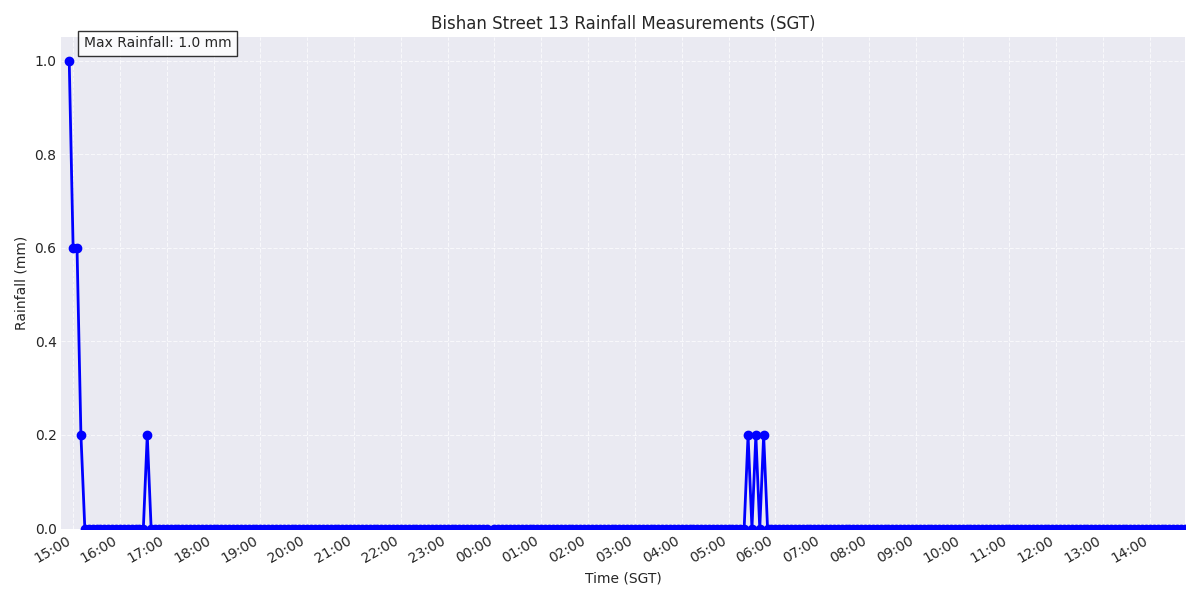 Bishan Street 13 Rainfall Measurements (SGT)
Max Rainfall: 1.0 mm
1.0
0.8
0.6
0.4
0.2
0.0
Rainfall (mm)
15:00 16:00 17:00 18:00 19:00 20:00 21:00 22:00 23:00 00:00 01:00 02:00 03:00 04:00 05:00 06:00 07:00 08:00 09:00 10:00 11:00 12:00 13:00 14:00
Time (SGT)